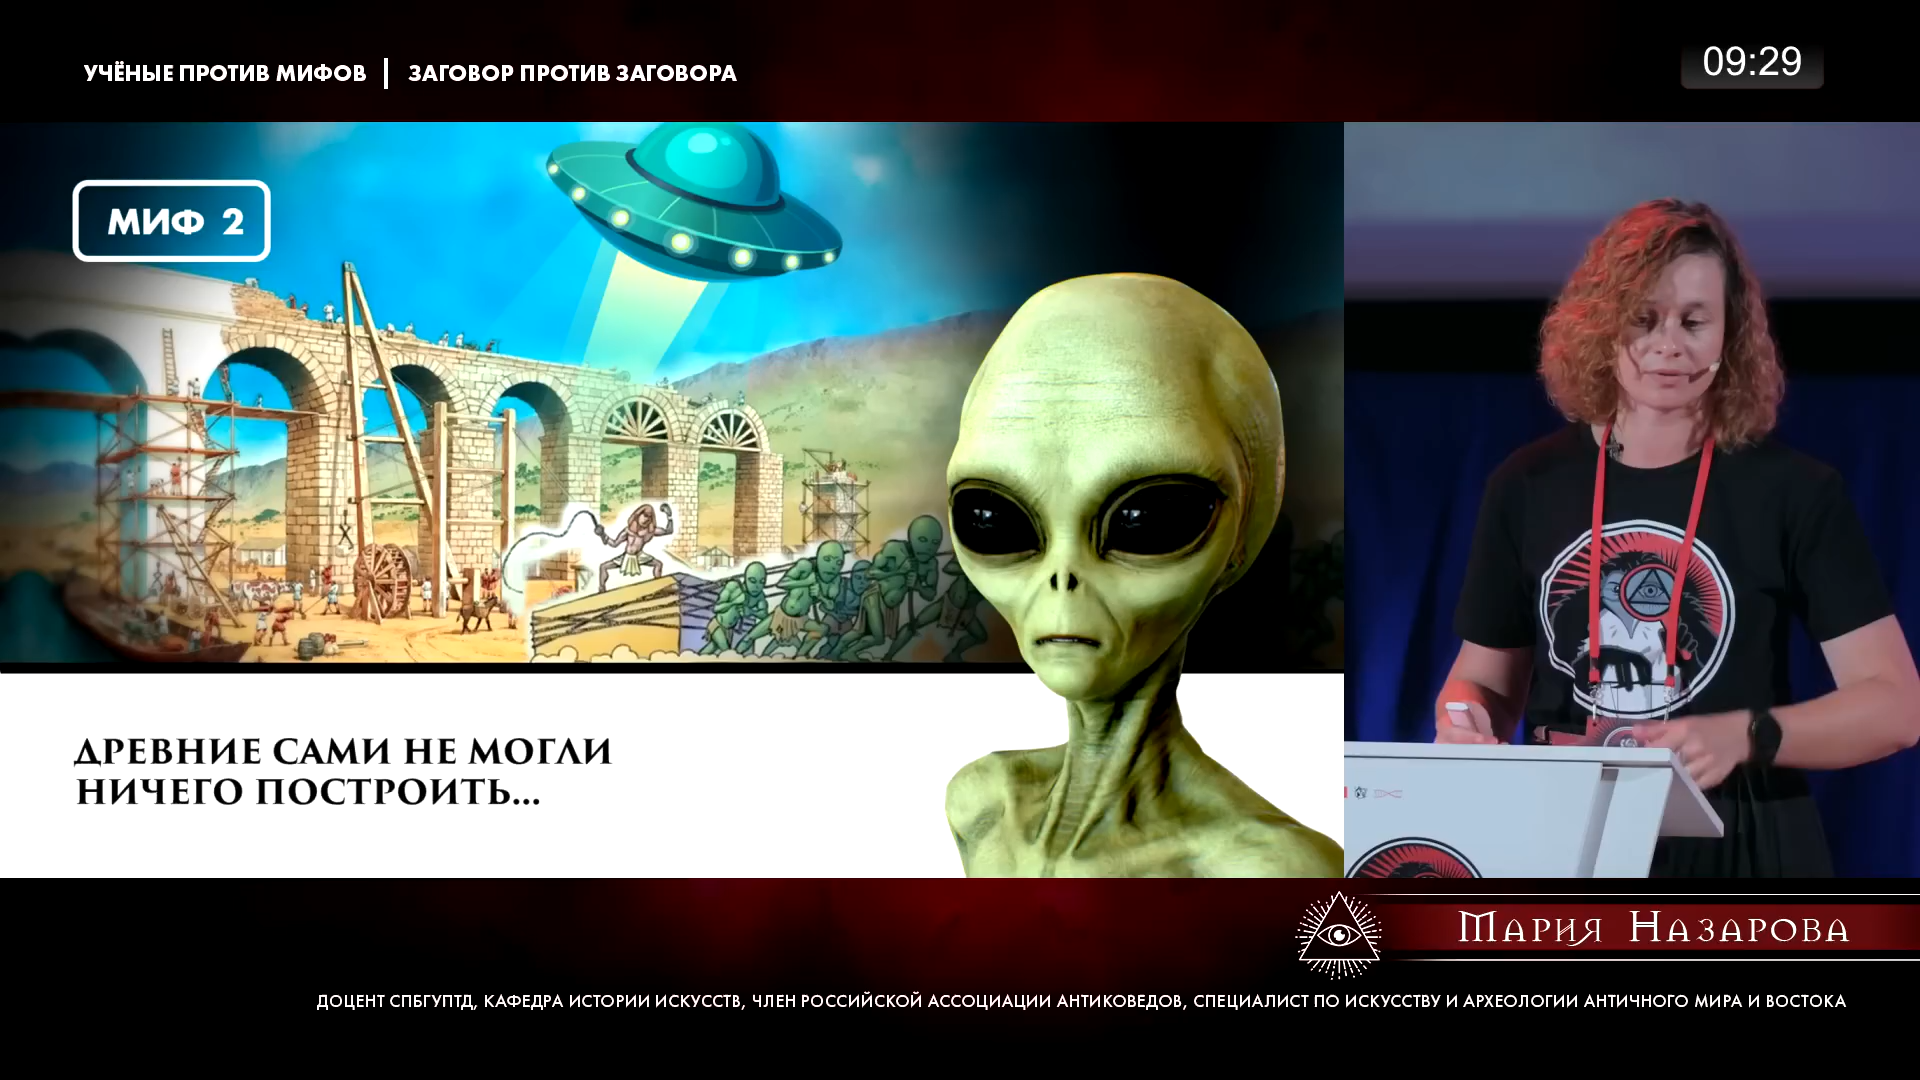 УЧЁНЫЕ ПРОТИВ МИФОВ | ЗАГОВОР ПРОТИВ ЗАГОВОРА
09:29
МИФ 2
ДРЕВНИЕ САМИ НЕ МОГЛИ
НИЧЕГО ПОСТРОИТЬ...
МАРИЯ НАЗАРОВА
ДОЦЕНТ СПБГУПТД, КАФЕДРА ИСТОРИИ ИСКУССТВ, ЧЛЕН РОССИЙСКОЙ АССОЦИАЦИИ АНТИКОВЕДОВ, СПЕЦИАЛИСТ ПО ИСКУССТВУ И АРХЕОЛОГИИ АНТИЧНОГО МИРА И ВОСТОКА